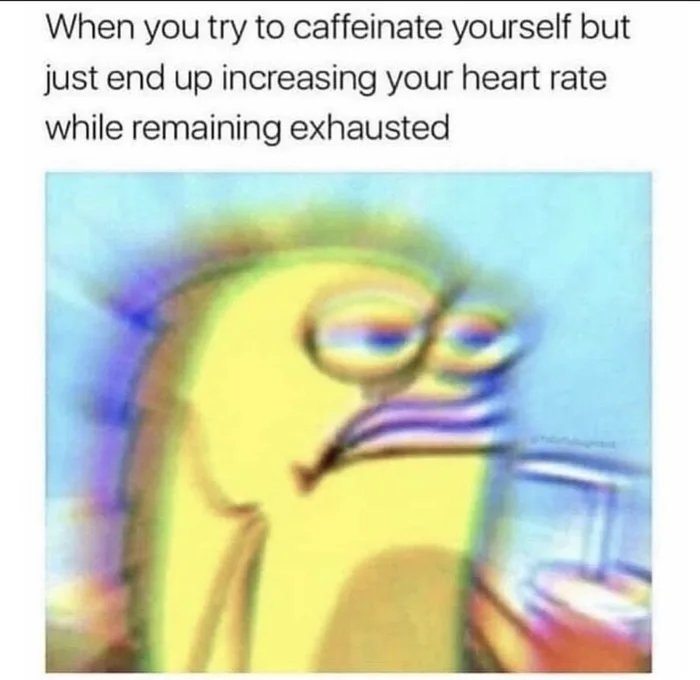 When you try to caffeinate yourself but
just end up increasing your heart rate
while remaining exhausted